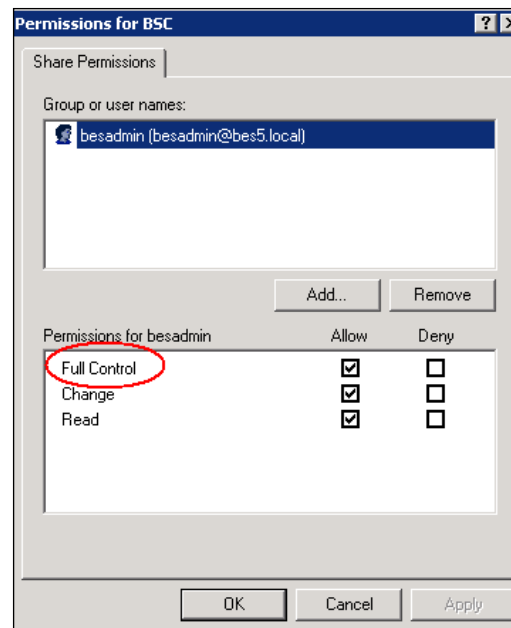 Permissions for BSC
Share Permissions
Group or user names:
besadmin (besadmin@bes5.local)
Add... Remove
Permissions for besadmin Allow Deny
Full Control
Change
Read
OK Cancel Apply